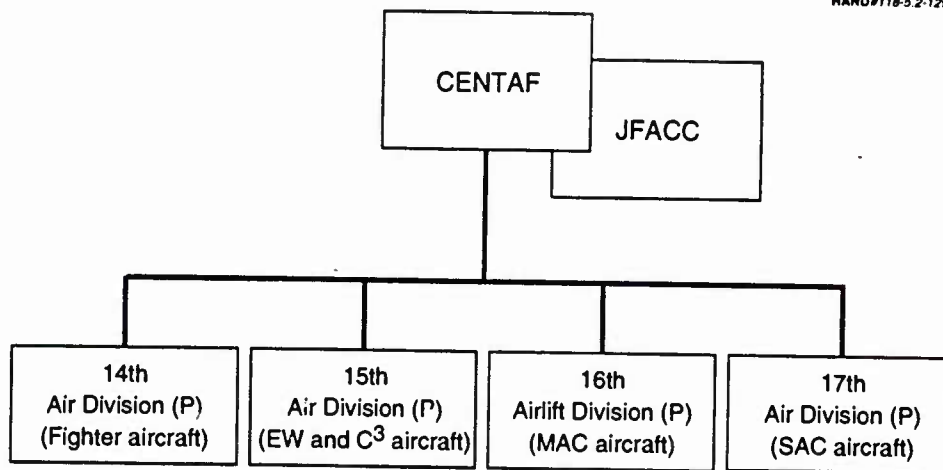 CENTAF
JFACC
14th
Air Division (P)
(Fighter aircraft)
15th
Air Division (P)
(EW and C³ aircraft)
16th
Airlift Division (P)
(MAC aircraft)
17th
Air Division (P)
(SAC aircraft)